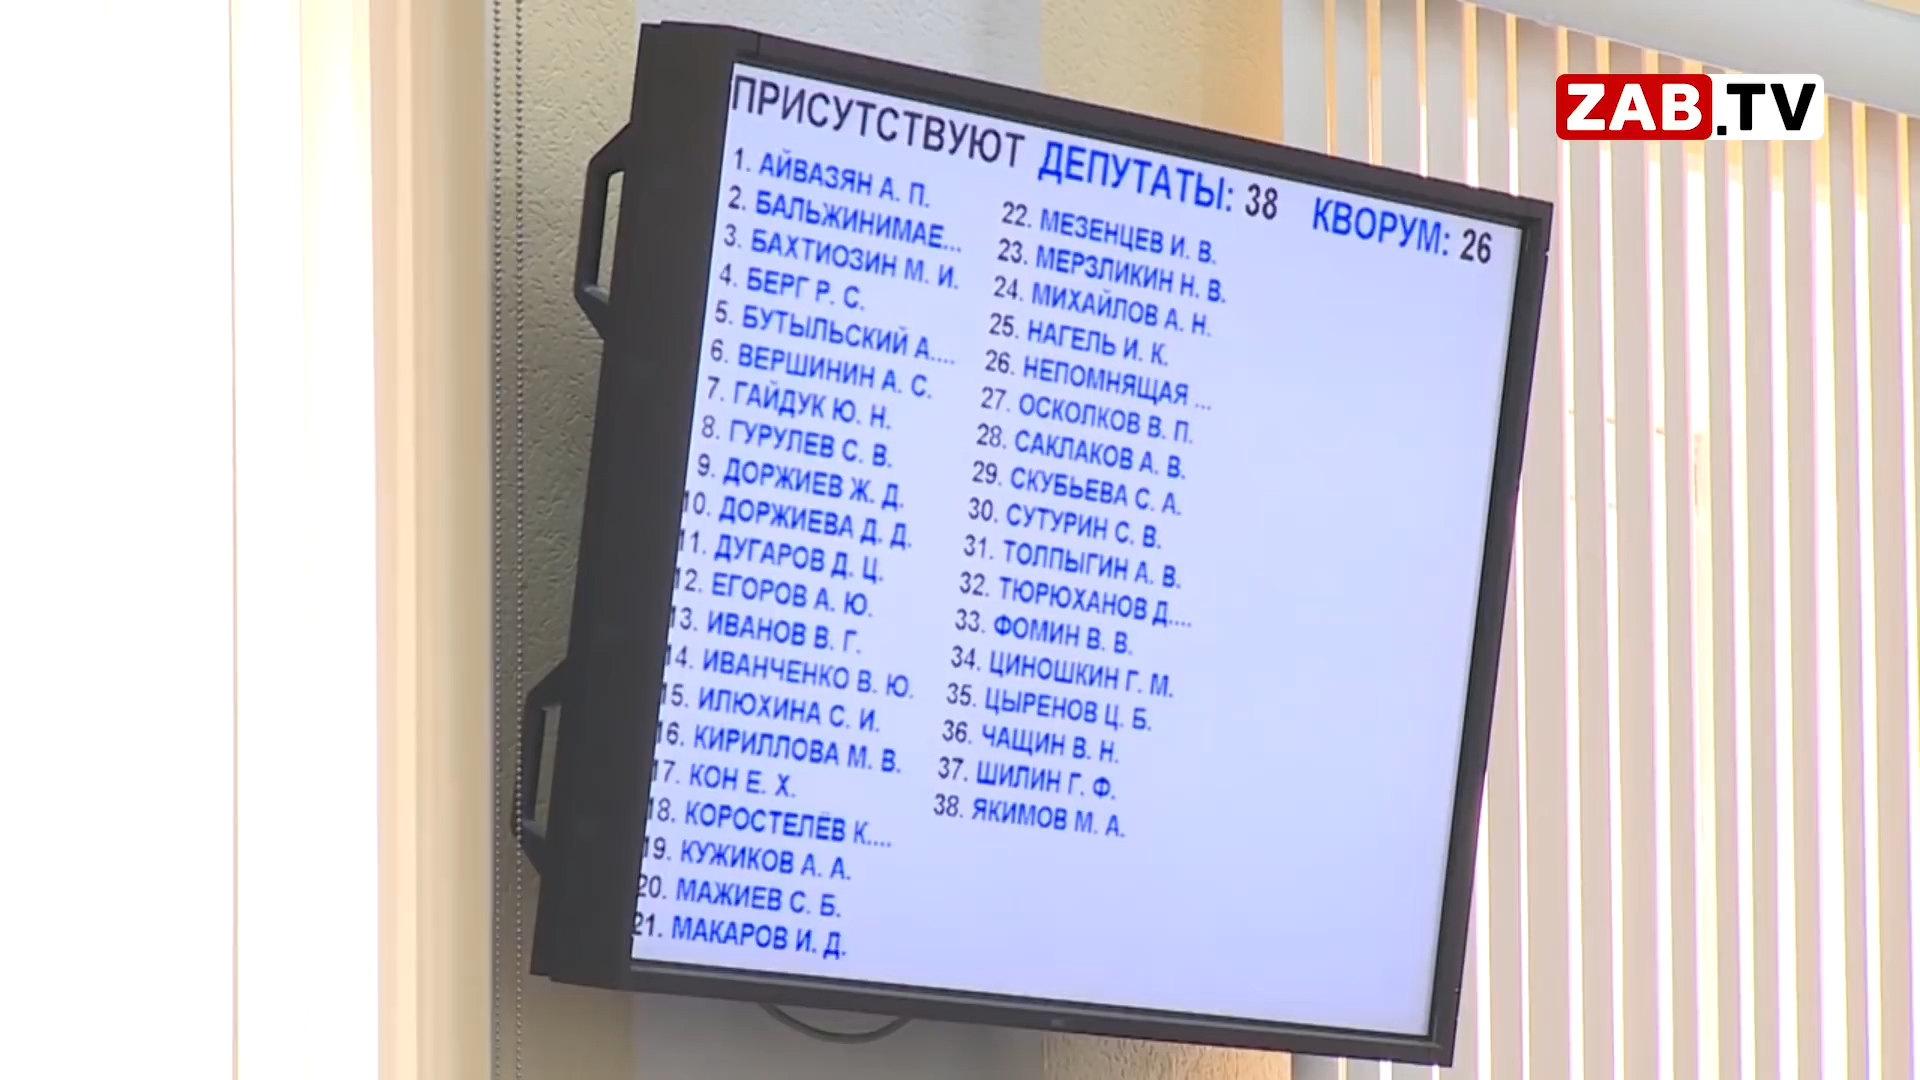 ZAB.TV
ПРИСУТСТВУЮТ ДЕПУТАТЫ: 38 КВОРУМ: 26
1. АЙВАЗЯН А. П.
2. БАЛЬЖИНИМАЕ...
3. БАХТИОЗИН М. И.
4. БЕРГ Р. С.
5. БУТЫЛЬСКИЙ А....
6. ВЕРШИНИН А. С.
7. ГАЙДУК Ю. Н.
8. ГУРУЛЕВ С. В.
9. ДОРЖИЕВ Ж. Д.
10. ДОРЖИЕВА Д. Д.
11. ДУГАРОВ Д. Ц.
12. ЕГОРОВ А. Ю.
13. ИВАНОВ В. Г.
14. ИВАНЧЕНКО В. Ю.
15. ИЛЮХИНА С. И.
16. КИРИЛЛОВА М. В.
17. КОН Е. Х.
18. КОРОСТЕЛЁВ К....
19. КУЖИКОВ А. А.
20. МАЖИЕВ С. Б.
21. МАКАРОВ И. Д.
22. МЕЗЕНЦЕВ И. В.
23. МЕРЗЛИКИН Н. В.
24. МИХАЙЛОВ А. Н.
25. НАГЕЛЬ И. К.
26. НЕПОМНЯЩАЯ ...
27. ОСКОЛКОВ В. П.
28. САКЛАКОВ А. В.
29. СКУБЬЕВА С. А.
30. СУТУРИН С. В.
31. ТОЛПЫГИН А. В.
32. ТЮРЮХАНОВ Д....
33. ФОМИН В. В.
34. ЦИНОШКИН Г. М.
35. ЦЫРЕНОВ Ц. Б.
36. ЧАЩИН В. Н.
37. ШИЛИН Г. Ф.
38. ЯКИМОВ М. А.